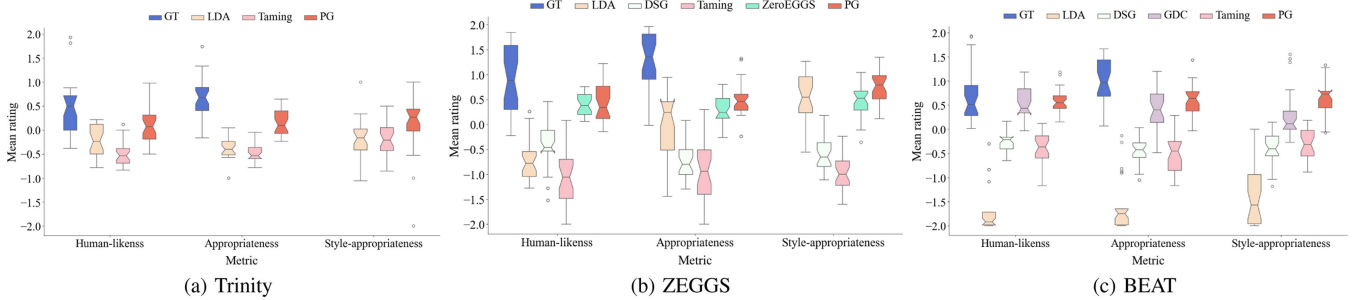 GT LDA Taming PG
Mean rating
2.0
1.5
1.0
0.5
0.0
−0.5
−1.0
−1.5
−2.0
Human-likenss Appropriateness Style-appropriateness
Metric
(a) Trinity
GT LDA DSG Taming ZeroEGGS PG
Mean rating
2.0
1.5
1.0
0.5
0.0
−0.5
−1.0
−1.5
−2.0
Human-likenss Appropriateness Style-appropriateness
Metric
(b) ZEGGS
GT LDA DSG GDC Taming PG
Mean rating
2.0
1.5
1.0
0.5
0.0
−0.5
−1.0
−1.5
−2.0
Human-likenss Appropriateness Style-appropriateness
Metric
(c) BEAT